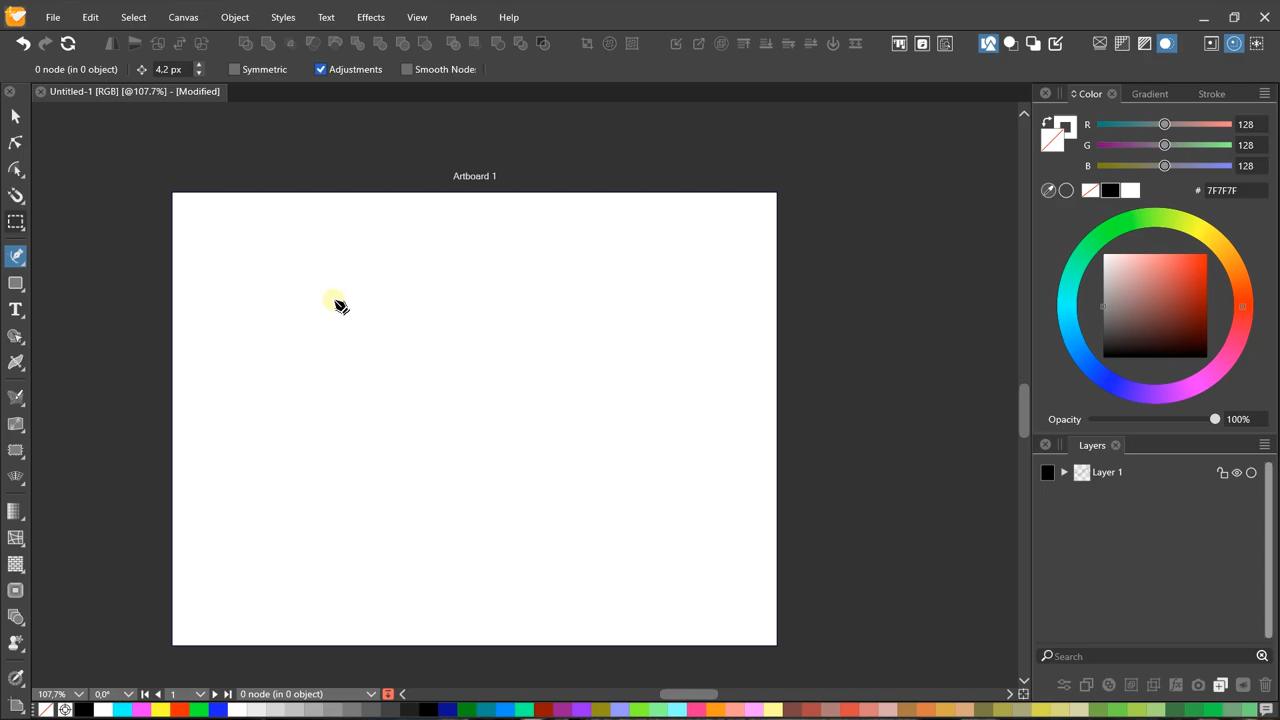 File Edit View Select Canvas Object Styles Text Effects View Panels Help
0 node (in 0 object) 4,2 px Symmetric Adjustments Smooth Node:
Untitled-1 [RGB] [@107.7%] - [Modified]
Color Gradient Stroke
R 128
G 128
B 128
# 7F7F7F
Artboard 1
Opacity 100%
Layers
Layer 1
Search
107,7% 0,0° 1 0 node (in 0 object)